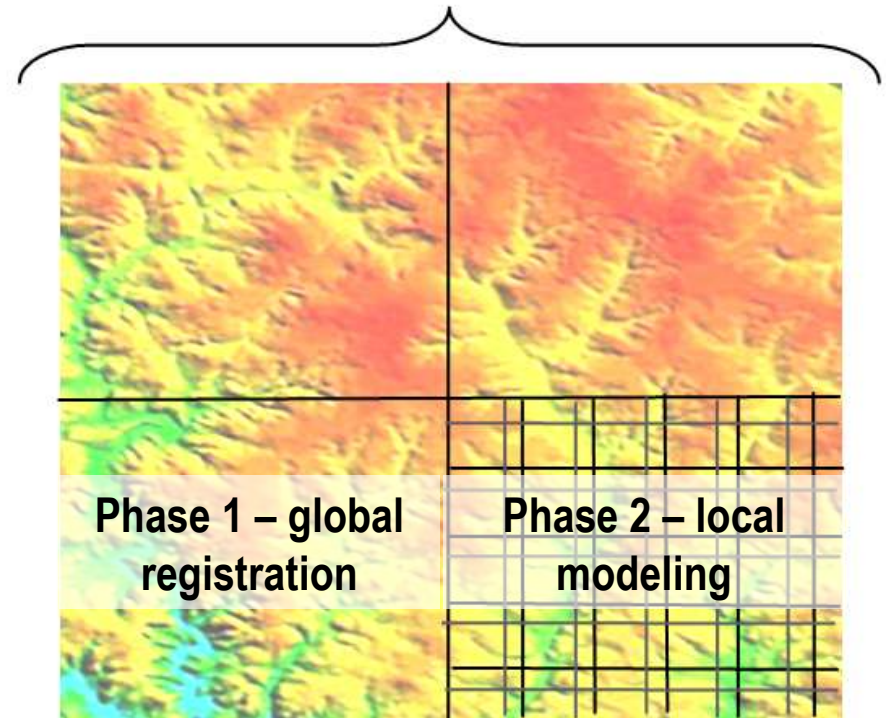 Phase 1 – global
registration
Phase 2 – local
modeling